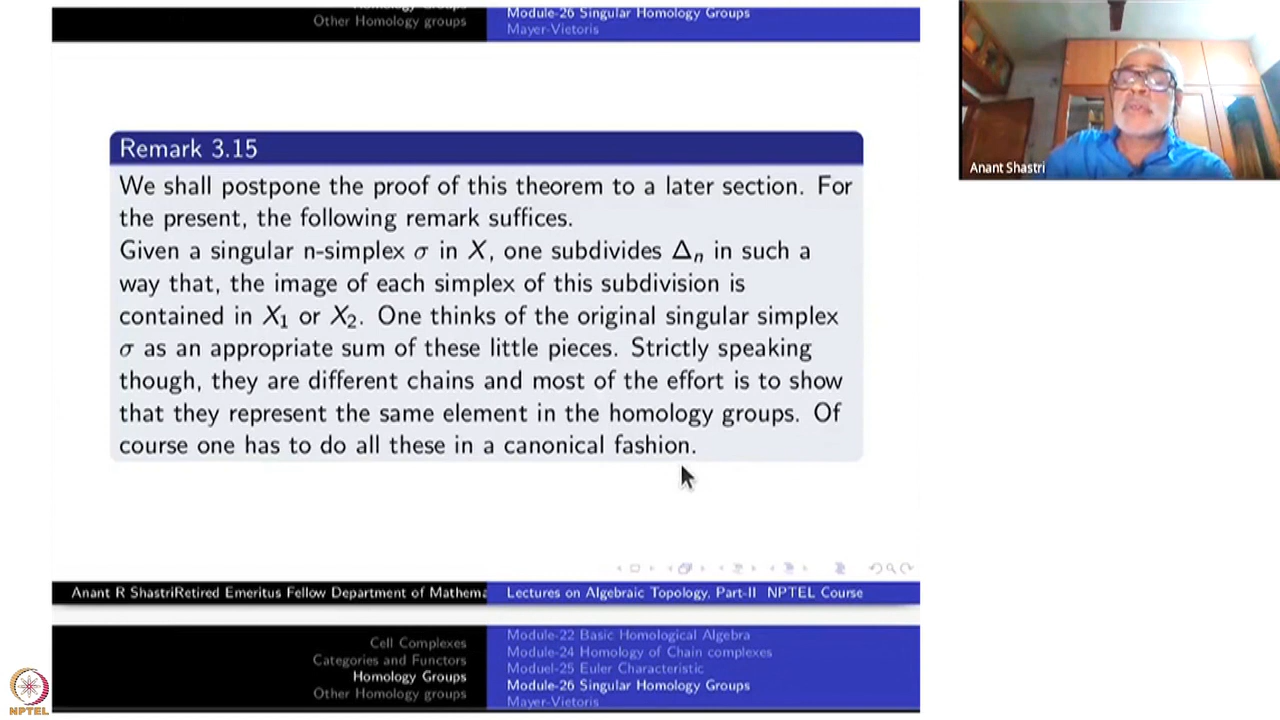 Homology Groups
Other Homology groups
Module-26 Singular Homology Groups
Mayer-Vietoris
Remark 3.15
We shall postpone the proof of this theorem to a later section. For
the present, the following remark suffices.
Given a singular n-simplex σ in X, one subdivides Δn in such a
way that, the image of each simplex of this subdivision is
contained in X1 or X2. One thinks of the original singular simplex
σ as an appropriate sum of these little pieces. Strictly speaking
though, they are different chains and most of the effort is to show
that they represent the same element in the homology groups. Of
course one has to do all these in a canonical fashion.
Anant Shastri
Anant R ShastriRetired Emeritus Fellow Department of Mathema
Lectures on Algebraic Topology, Part-II NPTEL Course
Cell Complexes
Categories and Functors
Homology Groups
Other Homology groups
Module-22 Basic Homological Algebra
Module-24 Homology of Chain complexes
Moduel-25 Euler Characteristic
Module-26 Singular Homology Groups
Mayer-Vietoris
NPTEL